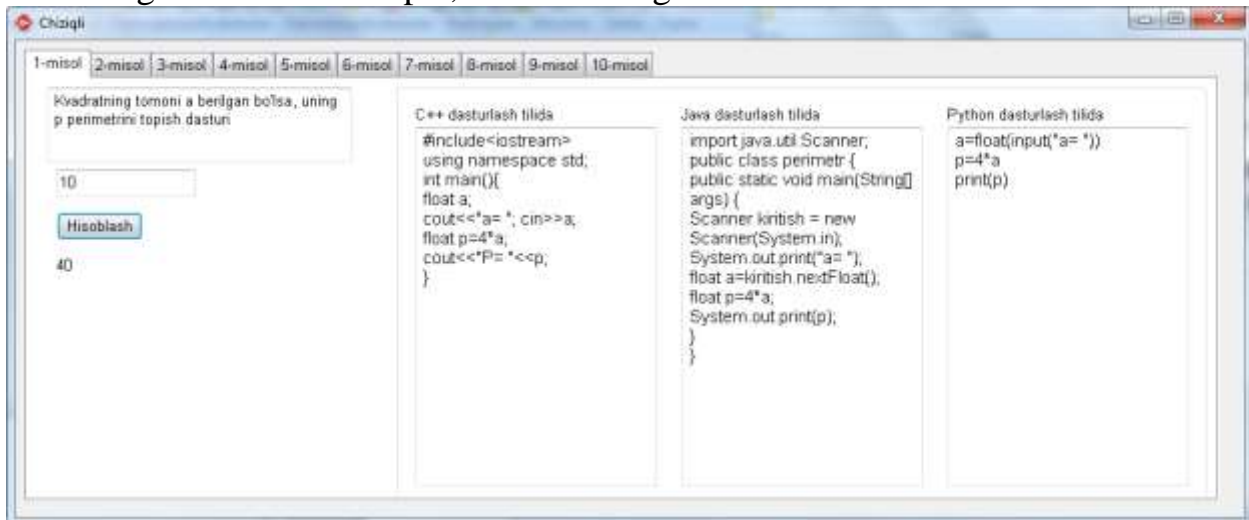 Chiziqli
1-misol 2-misol 3-misol 4-misol 5-misol 6-misol 7-misol 8-misol 9-misol 10-misol
Kvadratning tomoni a berilgan bo'lsa, uning
p perimetrini topish dasturi
10
Hisoblash
40
C++ dasturlash tilida
#include<iostream>
using namespace std;
int main(){
float a;
cout<<"a= "; cin>>a;
float p=4*a;
cout<<"P= "<<p;
}
Java dasturlash tilida
import java.util.Scanner;
public class perimetr {
public static void main(String[]
args) {
Scanner kiritish = new
Scanner(System.in);
System.out.print("a= ");
float a=kiritish.nextFloat();
float p=4*a;
System.out.print(p);
}
}
Python dasturlash tilida
a=float(input("a= "))
p=4*a
print(p)